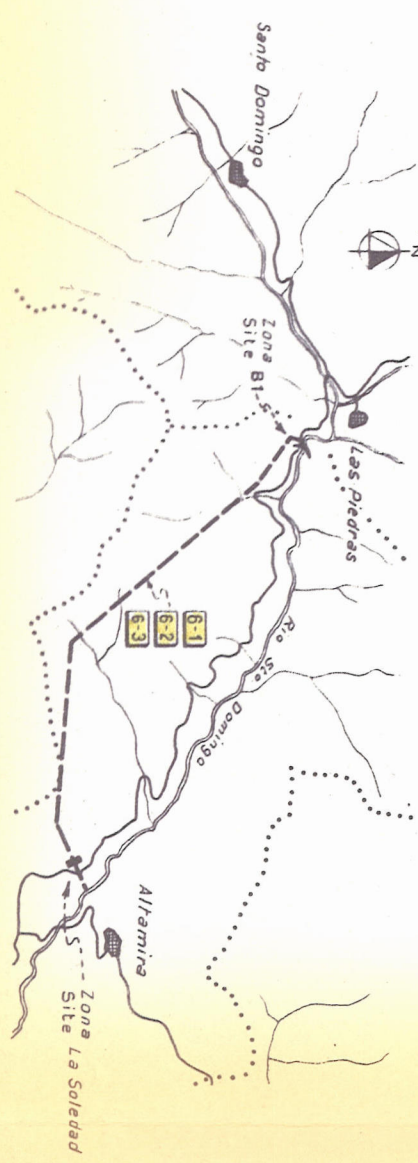 Santo Domingo
N
Zona
Site B1-S
Las Piedras
6-1
6-2
6-3
Rio Sto Domingo
Altamira
Zona
Site La Soledad